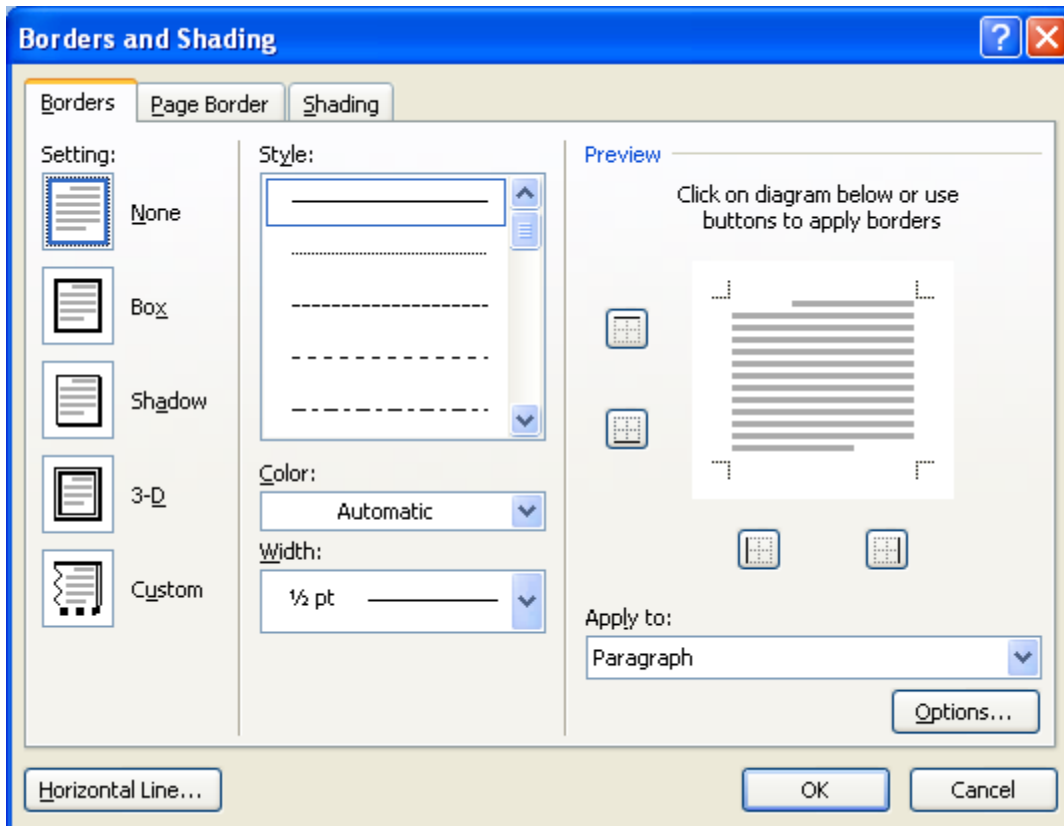 Borders and Shading
Borders
Page Border
Shading
Setting:
None
Box
Shadow
3-D
Custom
Style:
Color:
Automatic
Width:
½ pt
Preview
Click on diagram below or use
buttons to apply borders
Apply to:
Paragraph
Options...
Horizontal Line...
OK
Cancel